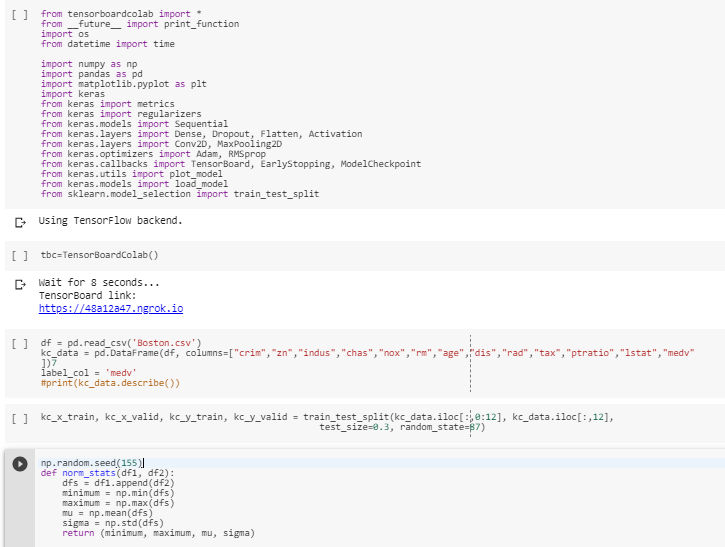 [ ] from tensorboardcolab import *
from __future__ import print_function
import os
from datetime import time
import numpy as np
import pandas as pd
import matplotlib.pyplot as plt
import keras
from keras import metrics
from keras import regularizers
from keras.models import Sequential
from keras.layers import Dense, Dropout, Flatten, Activation
from keras.layers import Conv2D, MaxPooling2D
from keras.optimizers import Adam, RMSprop
from keras.callbacks import TensorBoard, EarlyStopping, ModelCheckpoint
from keras.utils import plot_model
from keras.models import load_model
from sklearn.model_selection import train_test_split
Using TensorFlow backend.
[ ] tbc=TensorBoardColab()
Wait for 8 seconds...
TensorBoard link:
https://48a12a47.ngrok.io
[ ] df = pd.read_csv('Boston.csv')
kc_data = pd.DataFrame(df, columns=["crim","zn","indus","chas","nox","rm","age","dis","rad","tax","ptratio","lstat","medv"
])7
label_col = 'medv'
#print(kc_data.describe())
[ ] kc_x_train, kc_x_valid, kc_y_train, kc_y_valid = train_test_split(kc_data.iloc[:,0:12], kc_data.iloc[:,12],
test_size=0.3, random_state=87)
np.random.seed(155)
def norm_stats(df1, df2):
dfs = df1.append(df2)
minimum = np.min(dfs)
maximum = np.max(dfs)
mu = np.mean(dfs)
sigma = np.std(dfs)
return (minimum, maximum, mu, sigma)